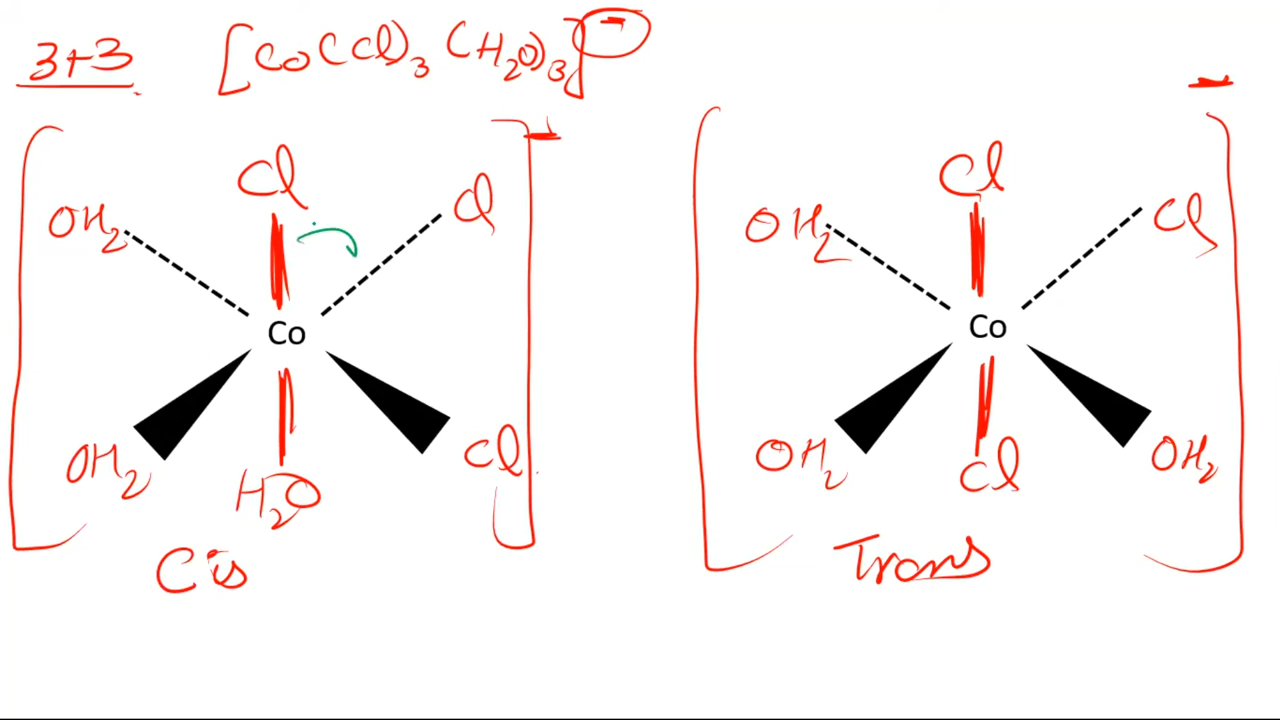 3+3 [Co(Cl)3(H2O)3]-
Cl Cl -
OH2 Cl OH2 Cl
Co Co
OH2 Cl OH2 OH2
H2O Cl
Cis Trans